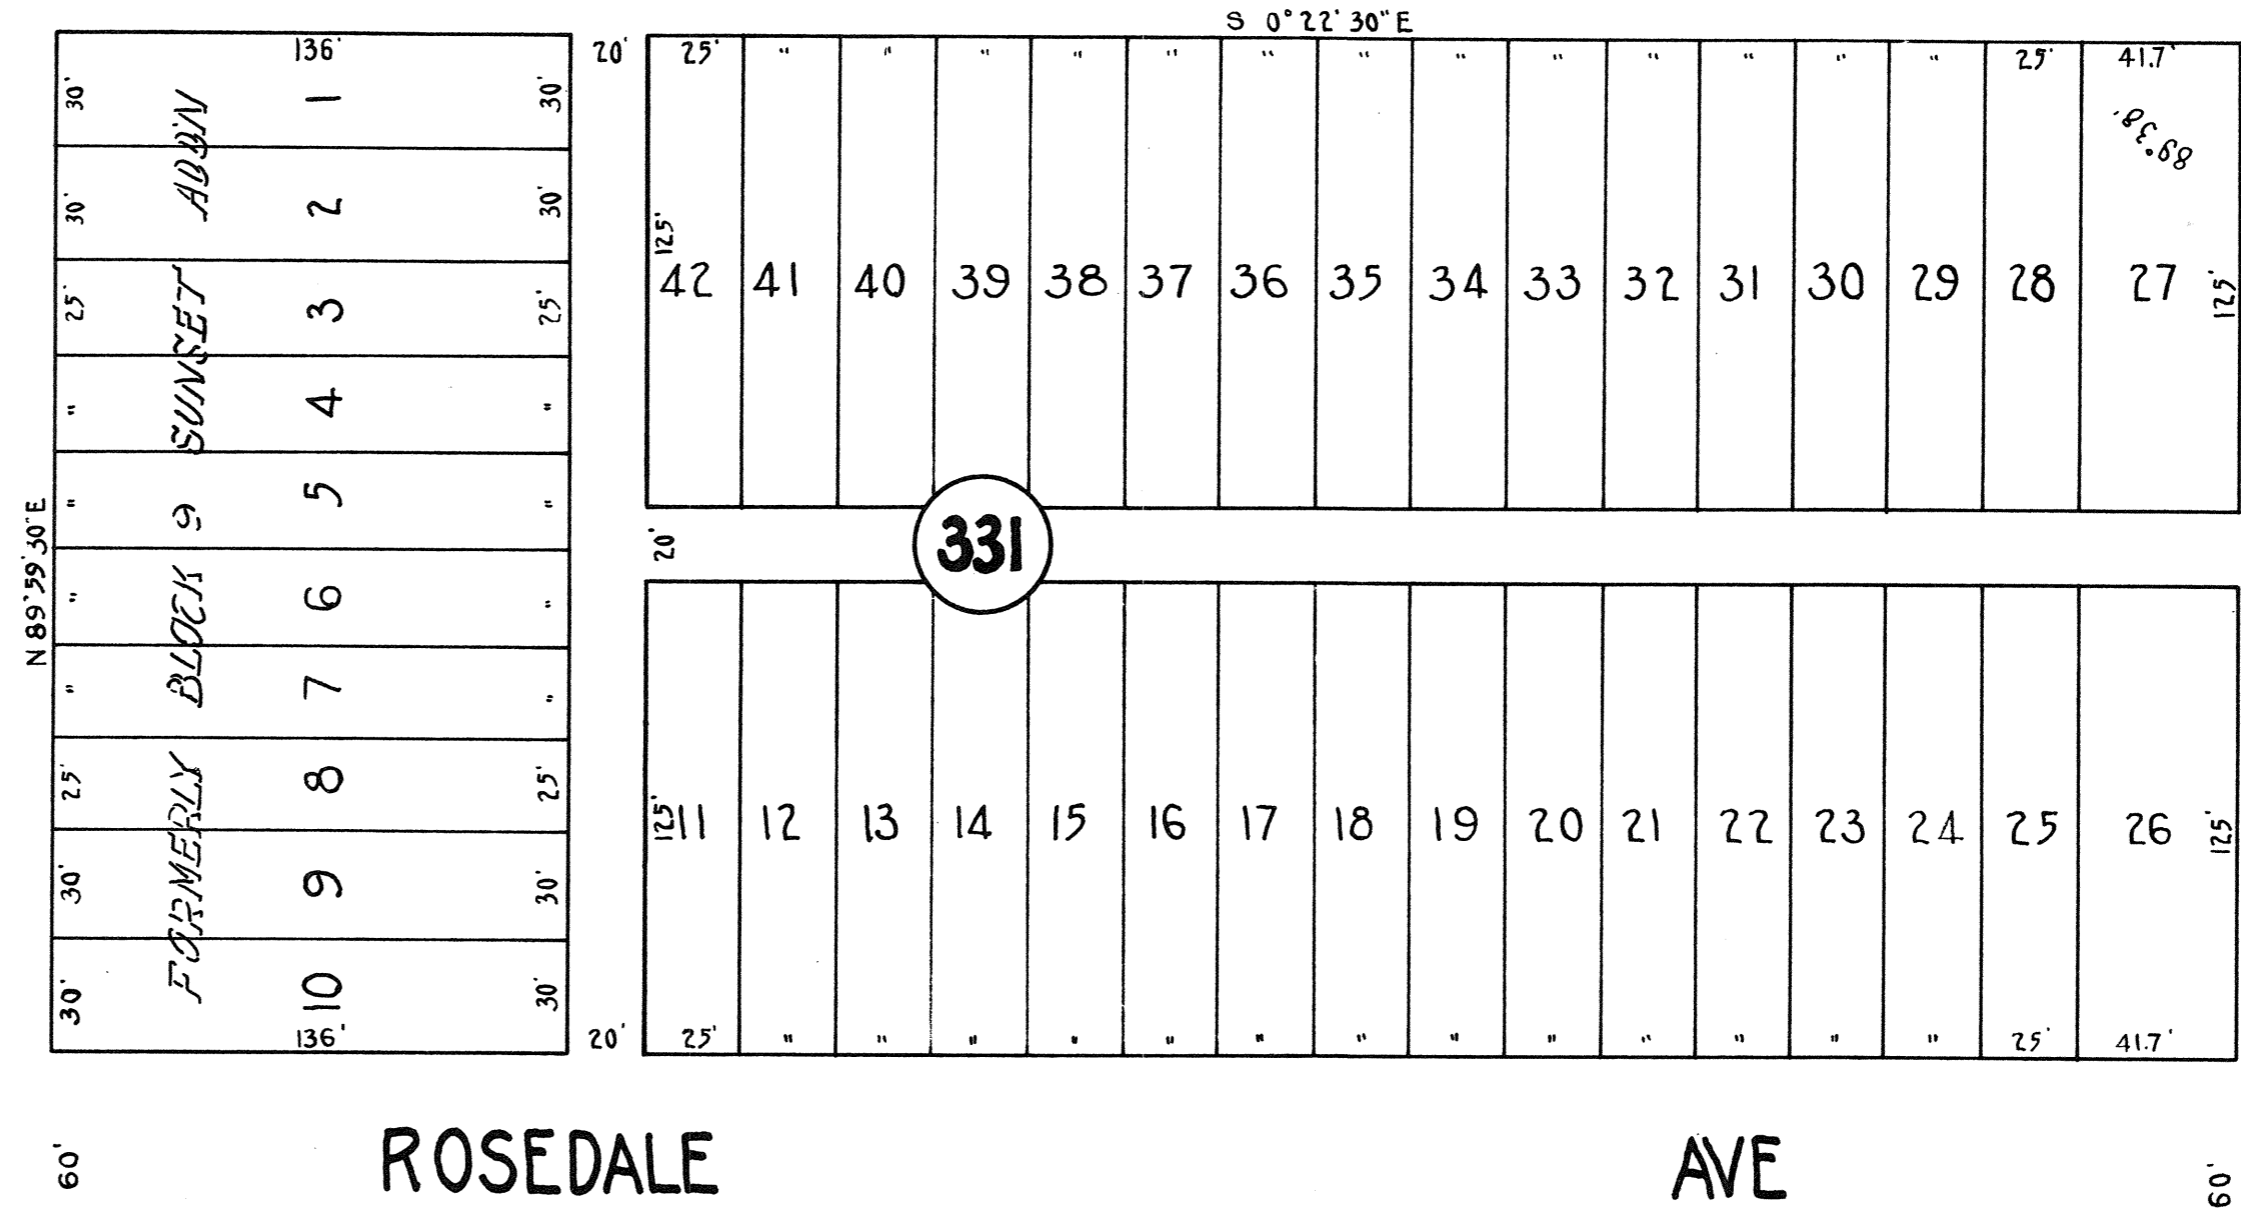 S 0°22'30"E
136' 20' 25' " " " " " " " " " " " " " 25' 41.7'
30' 1 30'
89°38'
30' 2 30'
125' 125'
42 41 40 39 38 37 36 35 34 33 32 31 30 29 28 27
25' 3 25'
" 4 "
" 5 "
N 89°59'30"E
20' 331
" 6 "
" 7 "
25' 8 25'
125' 125'
11 12 13 14 15 16 17 18 19 20 21 22 23 24 25 26
30' 9 30'
30' 10 30'
FORMERLY BLOCK 9 SUNSET ADD'N
136' 20' 25' " " " " " " " " " " " " " 25' 41.7'
60' ROSEDALE AVE 60'